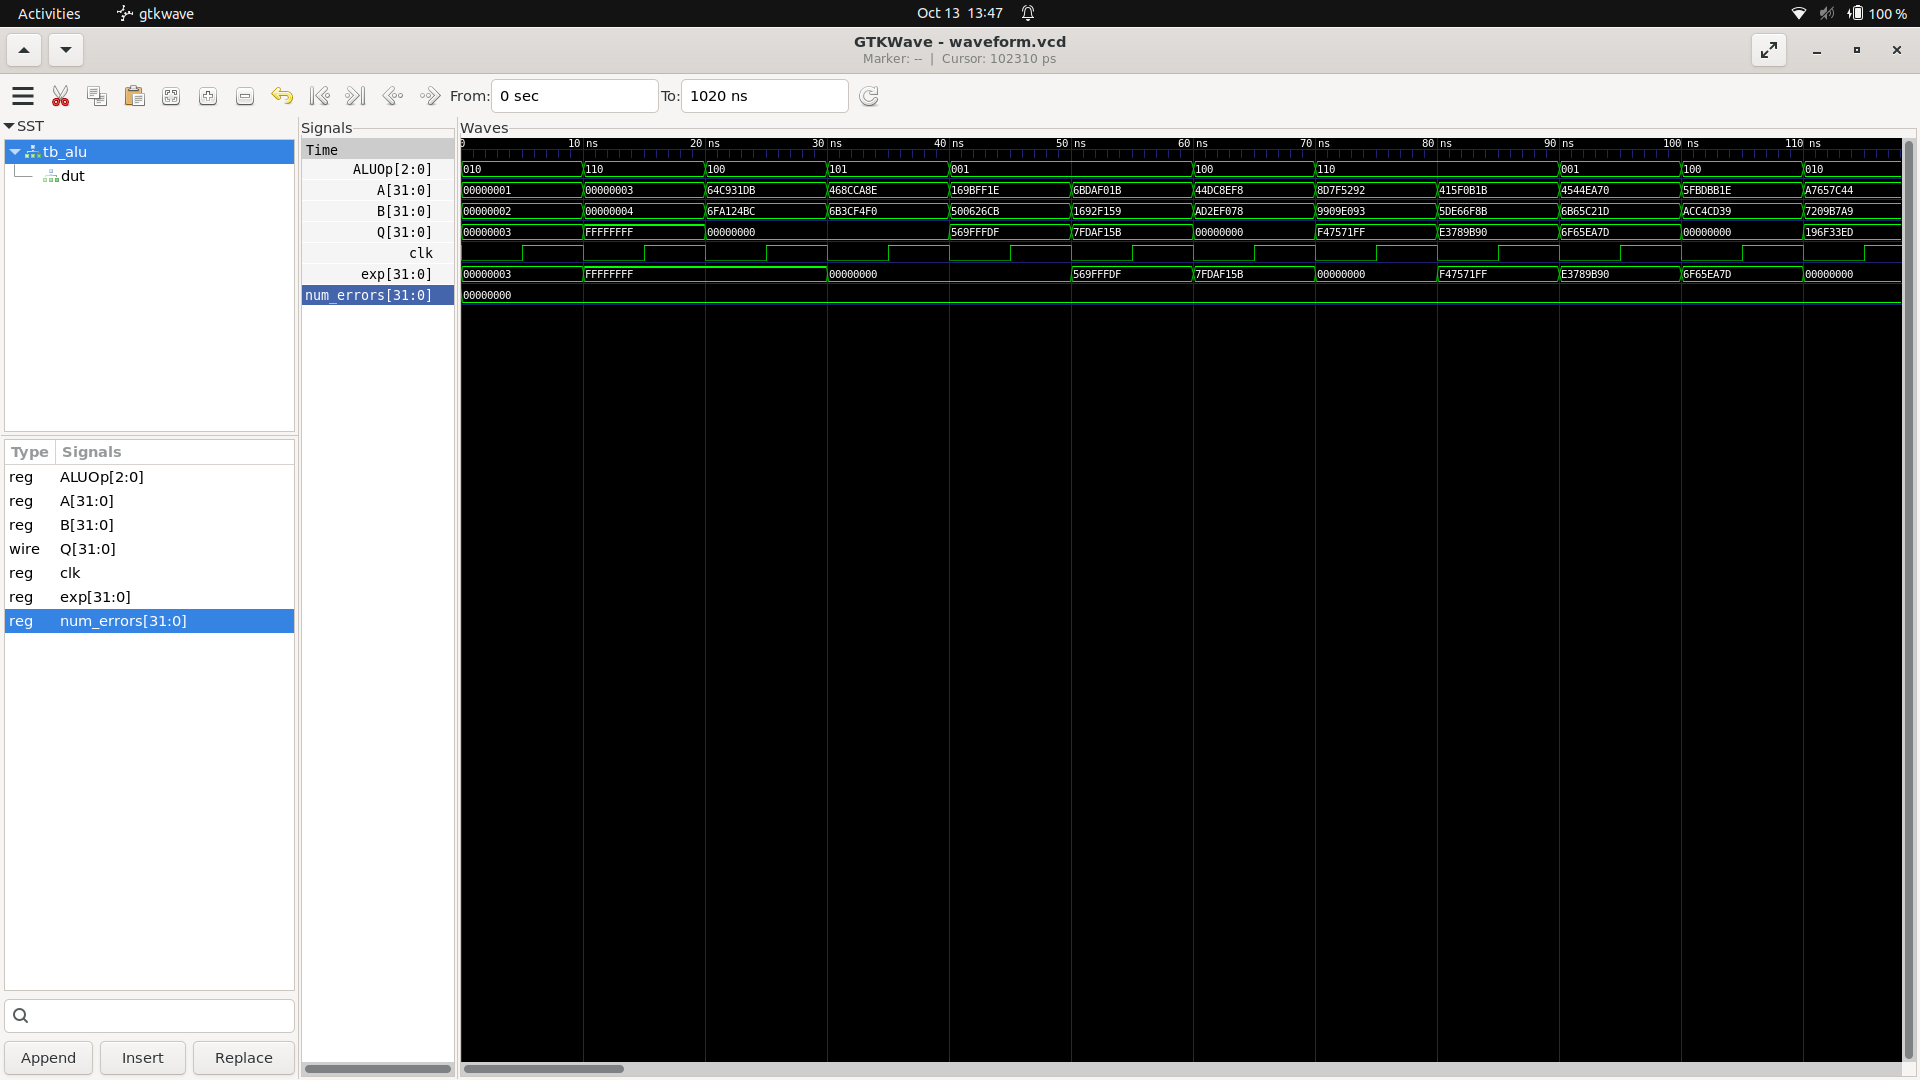 Activities gtkwave Oct 13 13:47 100 %
GTKWave - waveform.vcd
Marker: -- | Cursor: 102310 ps
From: 0 sec To: 1020 ns
SST
tb_alu
dut
Type Signals
reg ALUOp[2:0]
reg A[31:0]
reg B[31:0]
wire Q[31:0]
reg clk
reg exp[31:0]
reg num_errors[31:0]
Append Insert Replace
Signals
Time
ALUOp[2:0]
A[31:0]
B[31:0]
Q[31:0]
clk
exp[31:0]
num_errors[31:0]
Waves
0 10 ns 20 ns 30 ns 40 ns 50 ns 60 ns 70 ns 80 ns 90 ns 100 ns 110 ns
010 110 100 101 001 100 110 001 100 010
00000001 00000003 64C931DB 468CCA8E 169BFF1E 6BDAF01B 44DC8EF8 8D7F5292 415F0B1B 4544EA70 5FBDBB1E A7657C44
00000002 00000004 6FA124BC 6B3CF4F0 500626CB 1692F159 AD2EF078 9909E093 5DE66F8B 6B65C21D ACC4CD39 7209B7A9
00000003 FFFFFFFF 00000000 569FFFDF 7FDAF15B 00000000 F47571FF E3789B90 6F65EA7D 00000000 196F33ED
00000003 FFFFFFFF 00000000 569FFFDF 7FDAF15B 00000000 F47571FF E3789B90 6F65EA7D 00000000
00000000